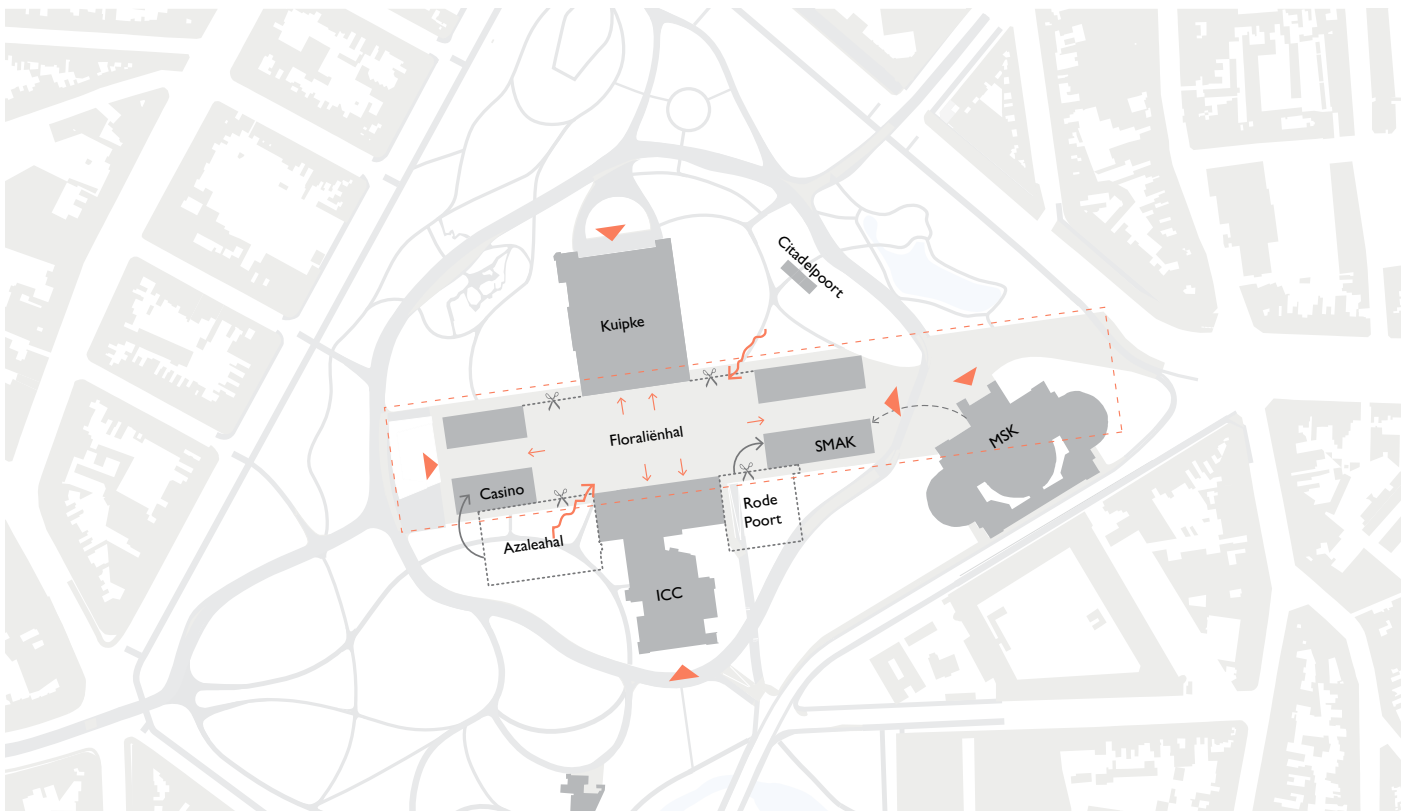 Citadelpoort
Kuipke
Floraliënhal
SMAK
MSK
Casino
Rode
Poort
Azaleahal
ICC